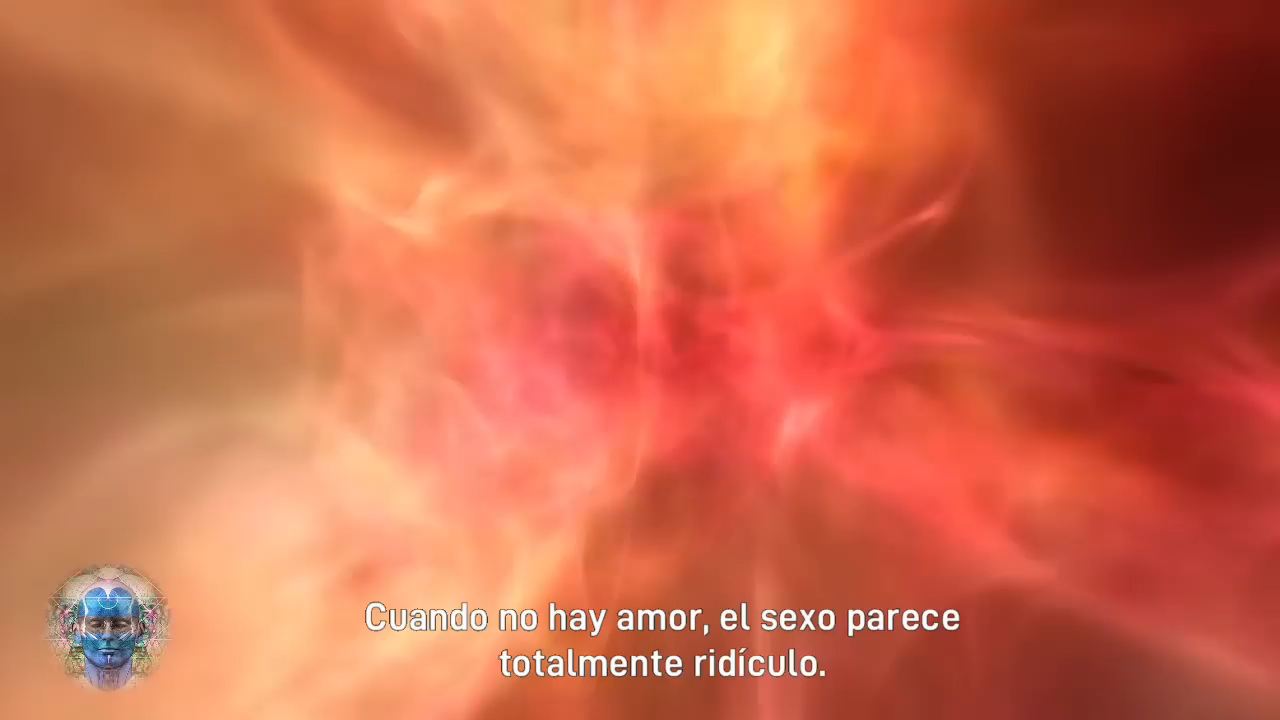 Cuando no hay amor, el sexo parece
totalmente ridículo.